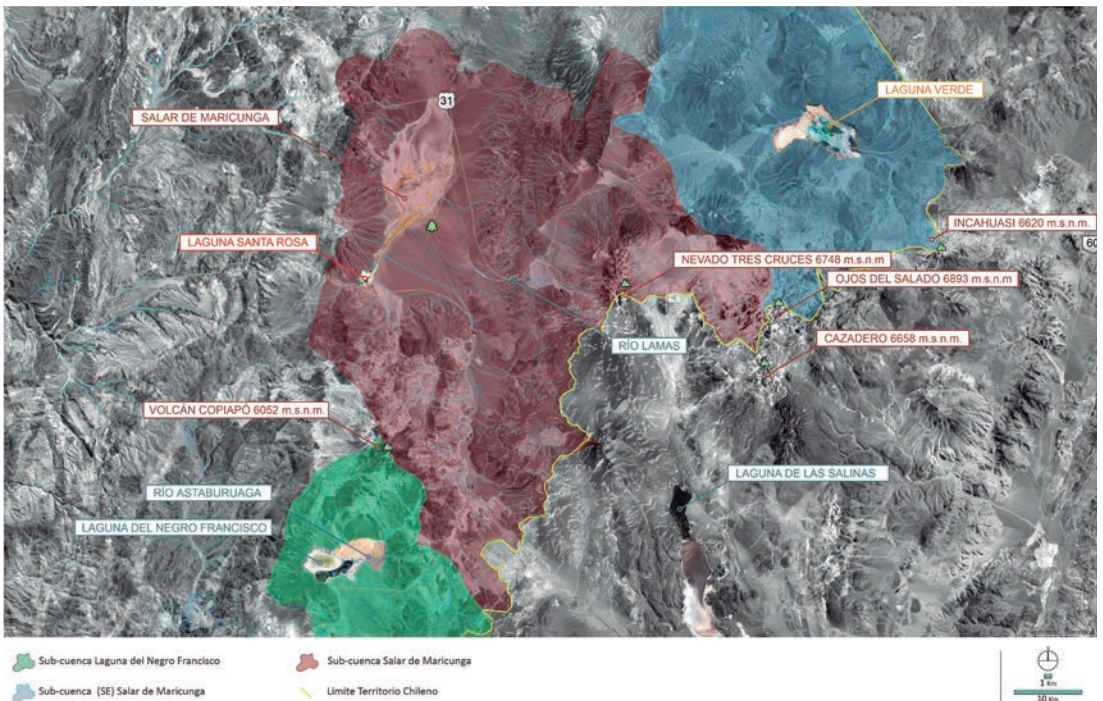 LAGUNA VERDE
31
SALAR DE MARICUNGA
INCAHUASI 6620 m.s.n.m.
60
LAGUNA SANTA ROSA
NEVADO TRES CRUCES 6748 m.s.n.m
OJOS DEL SALADO 6893 m.s.n.m
RÍO LAMAS
CAZADERO 6658 m.s.n.m.
VOLCÁN COPIAPÓ 6052 m.s.n.m.
LAGUNA DE LAS SALINAS
RÍO ASTABURUAGA
LAGUNA DEL NEGRO FRANCISCO
Sub-cuenca Laguna del Negro Francisco
Sub-cuenca Salar de Maricunga
Sub-cuenca (SE) Salar de Maricunga
Limite Territorio Chileno
1 Km
10 Km